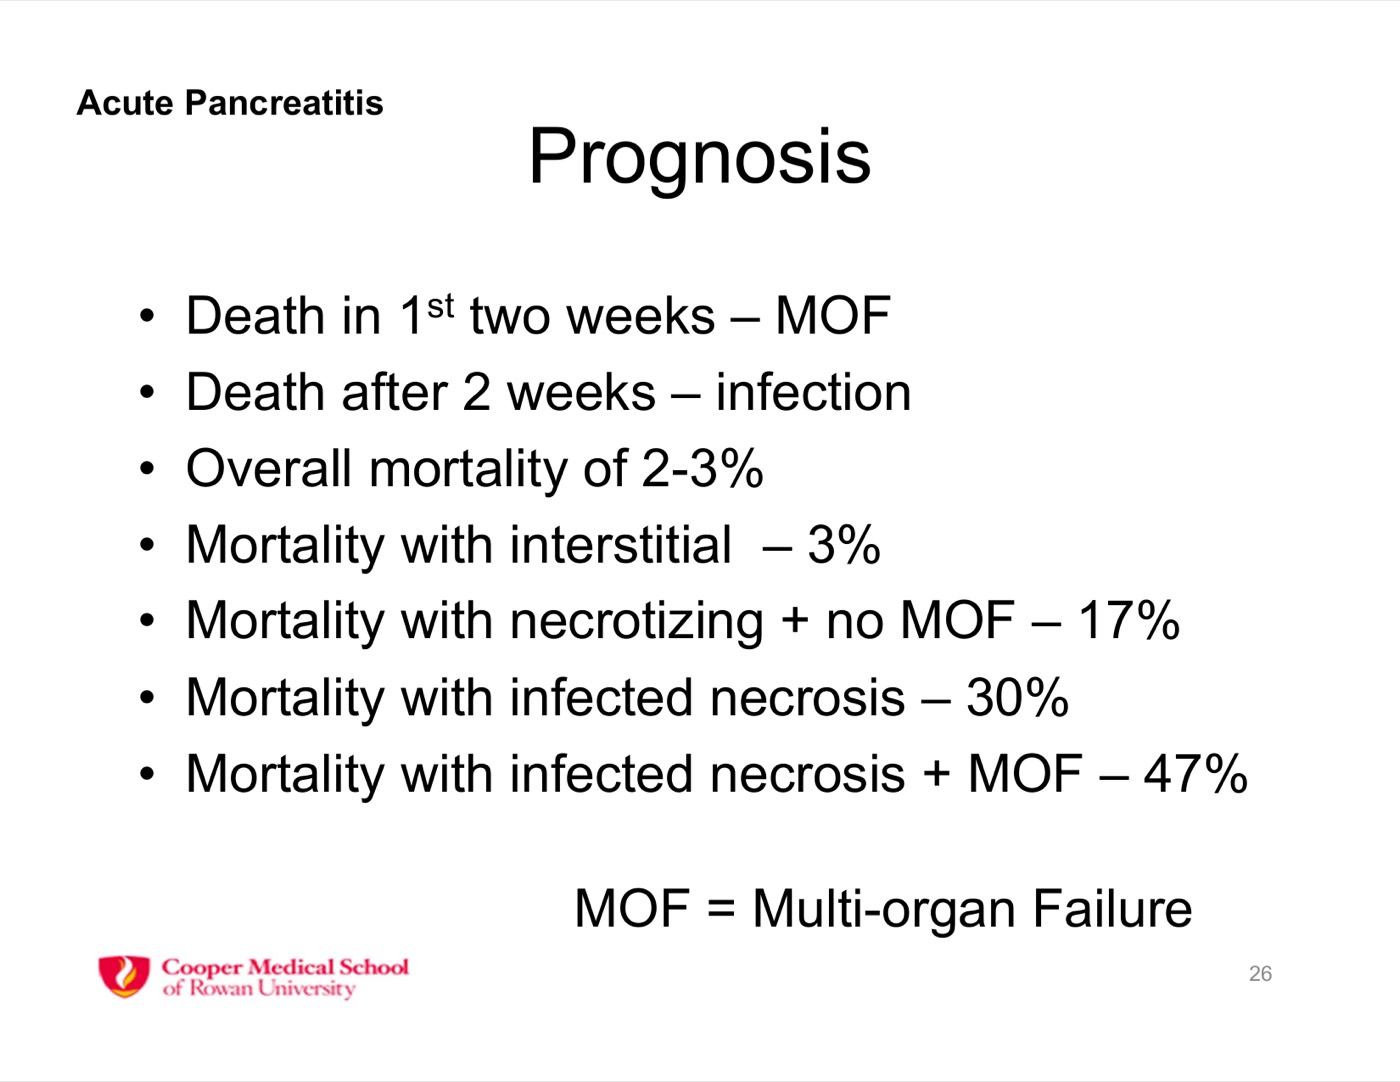 Acute Pancreatitis
Prognosis
• Death in 1st two weeks – MOF
• Death after 2 weeks – infection
• Overall mortality of 2-3%
• Mortality with interstitial  – 3%
• Mortality with necrotizing + no MOF – 17%
• Mortality with infected necrosis – 30%
• Mortality with infected necrosis + MOF – 47%
MOF = Multi-organ Failure
Cooper Medical School
of Rowan University
26